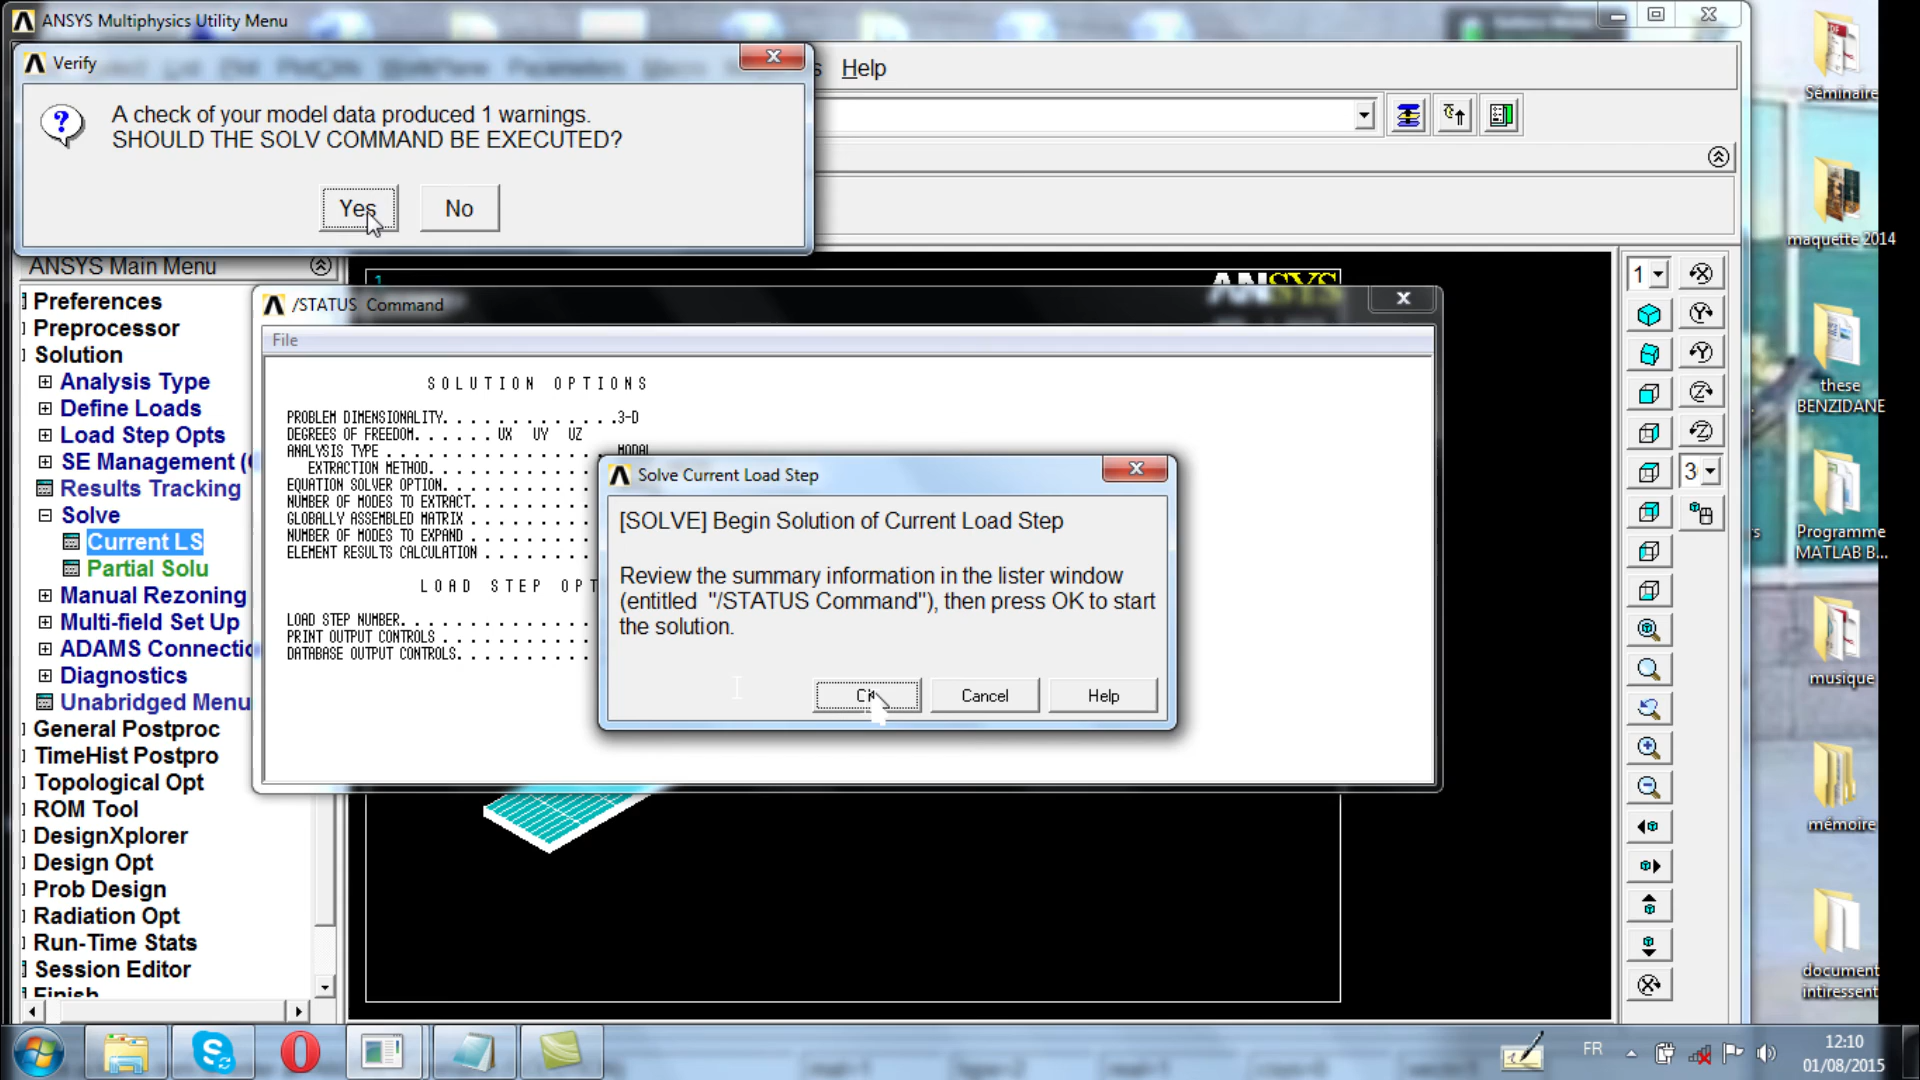 ANSYS Multiphysics Utility Menu
Verify
A check of your model data produced 1 warnings.
SHOULD THE SOLV COMMAND BE EXECUTED?
Yes
No
Help
ANSYS Main Menu
Preferences
Preprocessor
Solution
Analysis Type
Define Loads
Load Step Opts
SE Management (
Results Tracking
Solve
Current LS
Partial Solu
Manual Rezoning
Multi-field Set Up
ADAMS Connectio
Diagnostics
Unabridged Menu
General Postproc
TimeHist Postpro
Topological Opt
ROM Tool
DesignXplorer
Design Opt
Prob Design
Radiation Opt
Run-Time Stats
Session Editor
Finish
1
ANSYS
/STATUS Command
File
SOLUTION OPTIONS
PROBLEM DIMENSIONALITY. . . . . . . . . . . . .3-D
DEGREES OF FREEDOM. . . . . . UX UY UZ
ANALYSIS TYPE . . . . . . . . . . . . . . . . .MODAL
EXTRACTION METHOD. . . . . . . . . . .
EQUATION SOLVER OPTION. . . . . . . . . . .
NUMBER OF MODES TO EXTRACT. . . . . . . . .
GLOBALLY ASSEMBLED MATRIX . . . . . . . . .
NUMBER OF MODES TO EXPAND . . . . . . . . .
ELEMENT RESULTS CALCULATION . . . . . . . .
LOAD STEP OPT
LOAD STEP NUMBER. . . . . . . . . . . . . .
PRINT OUTPUT CONTROLS . . . . . . . . . . .
DATABASE OUTPUT CONTROLS. . . . . . . . . .
Solve Current Load Step
[SOLVE] Begin Solution of Current Load Step
Review the summary information in the lister window
(entitled "/STATUS Command"), then press OK to start
the solution.
Cancel
Help
1
3
Séminaire
maquette 2014
these
BENZIDANE
Programme
MATLAB B...
musique
mémoire
document
intiressent
FR
12:10
01/08/2015